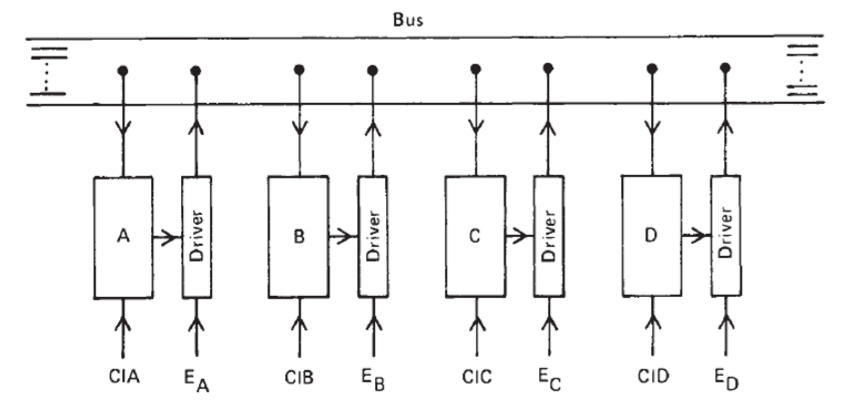 Bus
A Driver B Driver C Driver D Driver
CIA E_A CIB E_B CIC E_C CID E_D